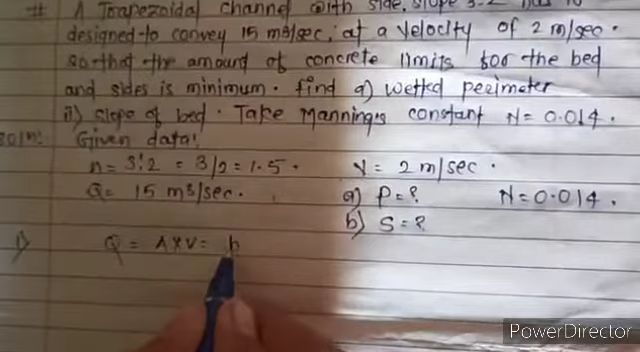 # A Trapezoidal channel with side slope 3:2 has to
designed to convey 15 m3/sec, at a velocity of 2 m/sec.
so that the amount of concrete limits for the bed
and sides is minimum. find a) wetted perimeter
ii) slope of bed. Take Manning's constant N = 0.014.
Soln: Given data:
n = 3:2 = 3/2 = 1.5. V = 2 m/sec.
Q = 15 m3/sec. a) P = ? N = 0.014.
b) S = ?
1) Q = A x V = b
PowerDirector